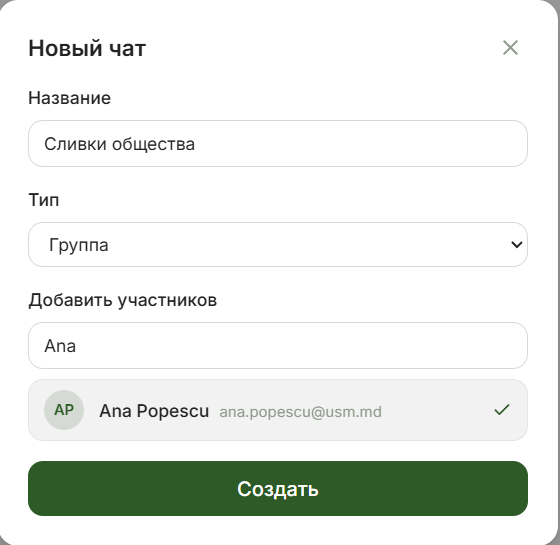 Новый чат
Название
Сливки общества
Тип
Группа
Добавить участников
Ana
AP Ana Popescu ana.popescu@usm.md
Создать